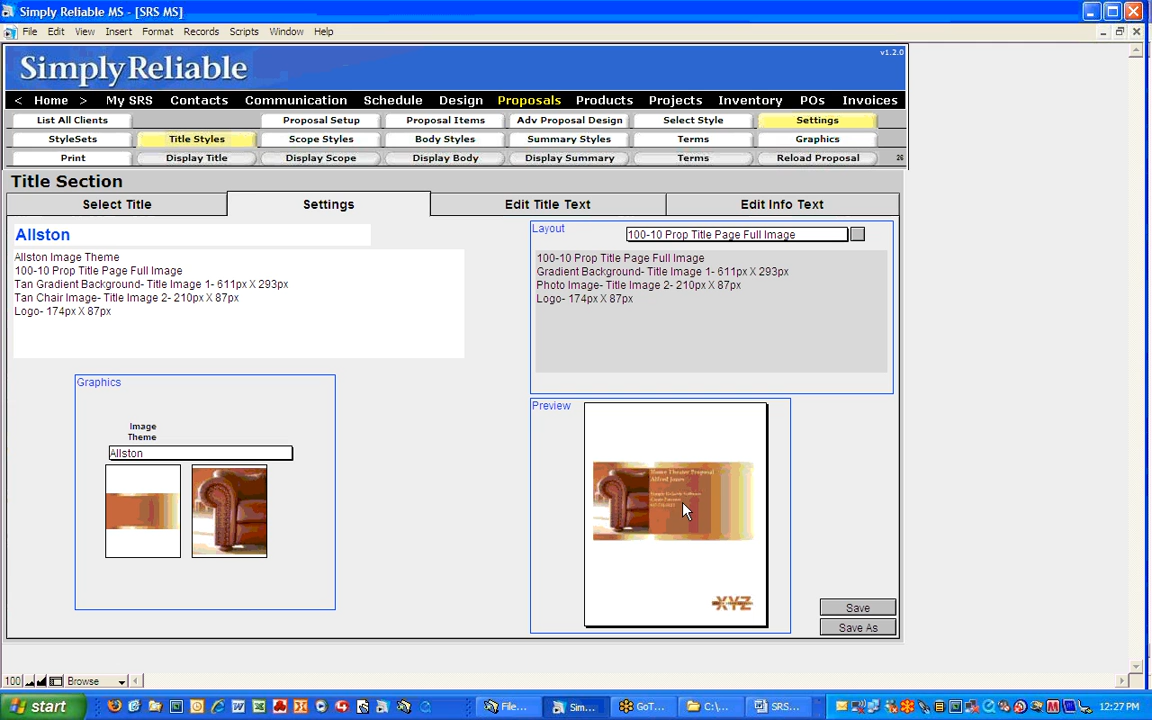 Simply Reliable MS - [SRS MS]
File Edit View Insert Format Records Scripts Window Help
SimplyReliable
v1.2.0
< Home > My SRS Contacts Communication Schedule Design Proposals Products Projects Inventory POs Invoices
List All Clients Proposal Setup Proposal Items Adv Proposal Design Select Style Settings
StyleSets Title Styles Scope Styles Body Styles Summary Styles Terms Graphics
Print Display Title Display Scope Display Body Display Summary Terms Reload Proposal 26
Title Section
Select Title Settings Edit Title Text Edit Info Text
Allston
Allston Image Theme
100-10 Prop Title Page Full Image
Tan Gradient Background- Title Image 1- 611px X 293px
Tan Chair Image- Title Image 2- 210px X 87px
Logo- 174px X 87px
Layout 100-10 Prop Title Page Full Image
100-10 Prop Title Page Full Image
Gradient Background- Title Image 1- 611px X 293px
Photo Image- Title Image 2- 210px X 87px
Logo- 174px X 87px
Graphics
Image
Theme
Allston
Preview
Home Theater Proposal
Alfred Jones
XYZ
Save
Save As
100 Browse
start File... Sim... GoT... C:\... SRS... 12:27 PM